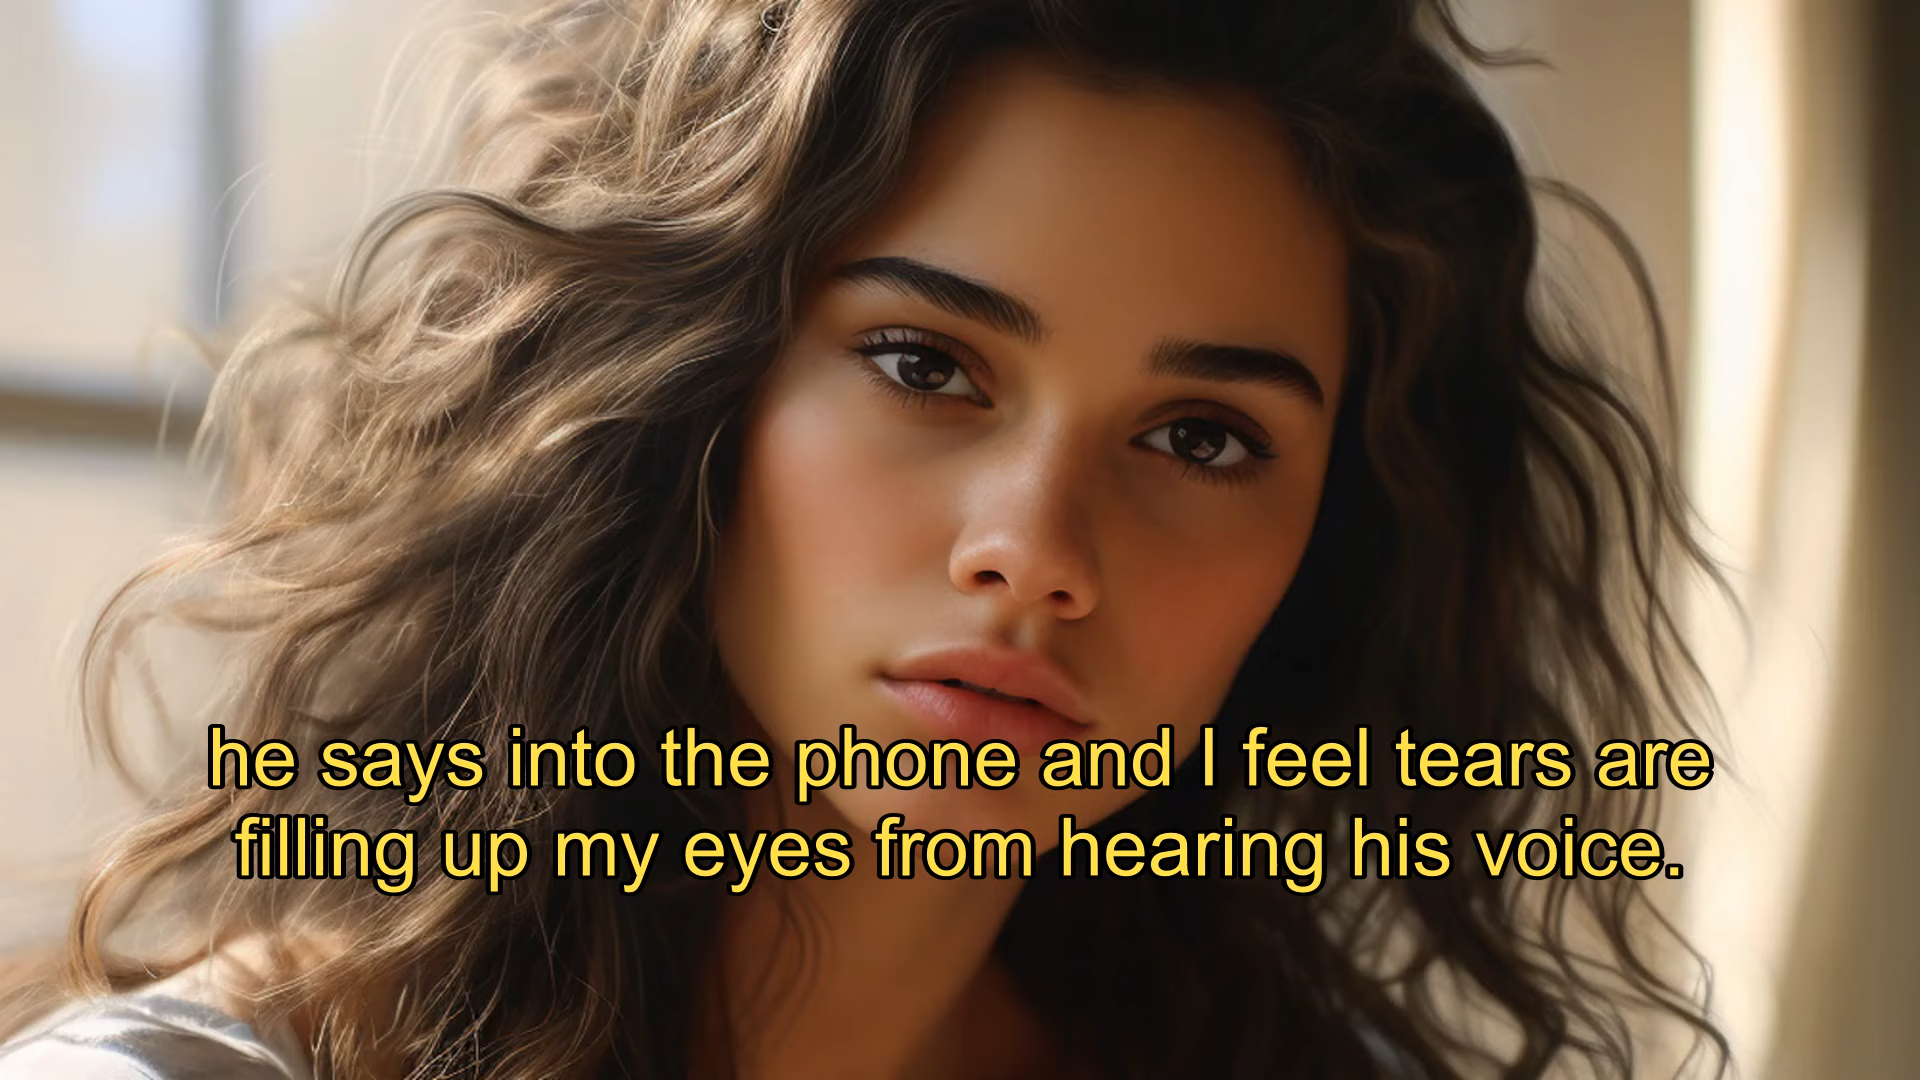 he says into the phone and I feel tears are
filling up my eyes from hearing his voice.